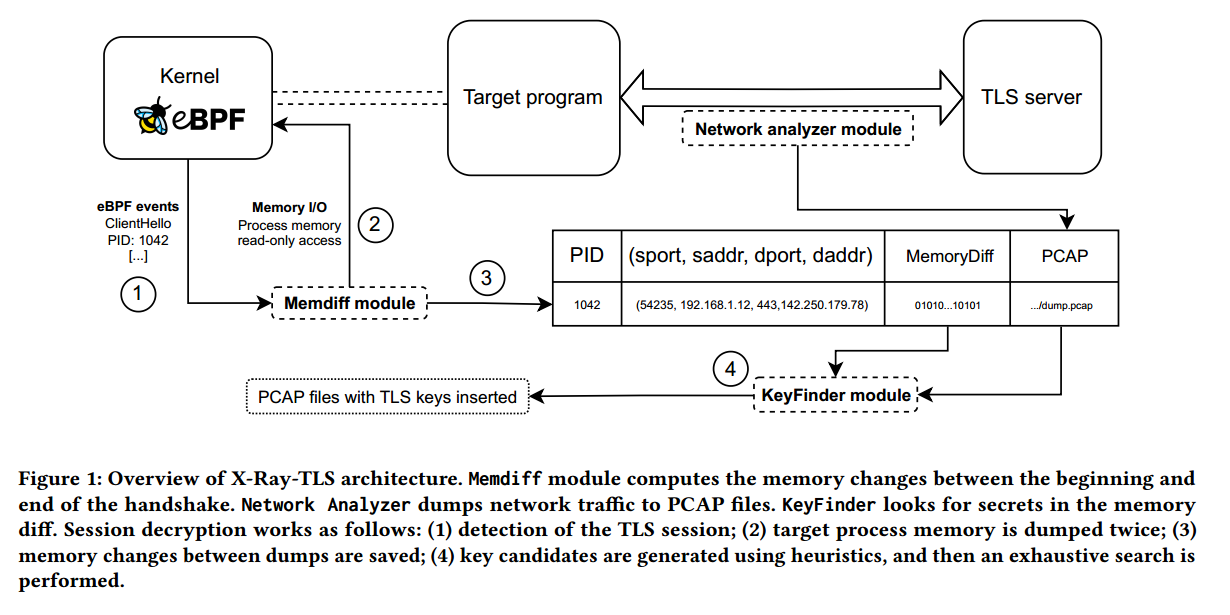 Kernel
eBPF
Target program
TLS server
Network analyzer module
eBPF events
ClientHello
PID: 1042
[...]
1
Memory I/O
Process memory
read-only access
2
Memdiff module
3
PID
(sport, saddr, dport, daddr)
MemoryDiff
PCAP
1042
(54235, 192.168.1.12, 443,142.250.179.78)
01010...10101
.../dump.pcap
4
KeyFinder module
PCAP files with TLS keys inserted
Figure 1: Overview of X-Ray-TLS architecture. Memdiff module computes the memory changes between the beginning and
end of the handshake. Network Analyzer dumps network traffic to PCAP files. KeyFinder looks for secrets in the memory
diff. Session decryption works as follows: (1) detection of the TLS session; (2) target process memory is dumped twice; (3)
memory changes between dumps are saved; (4) key candidates are generated using heuristics, and then an exhaustive search is
performed.